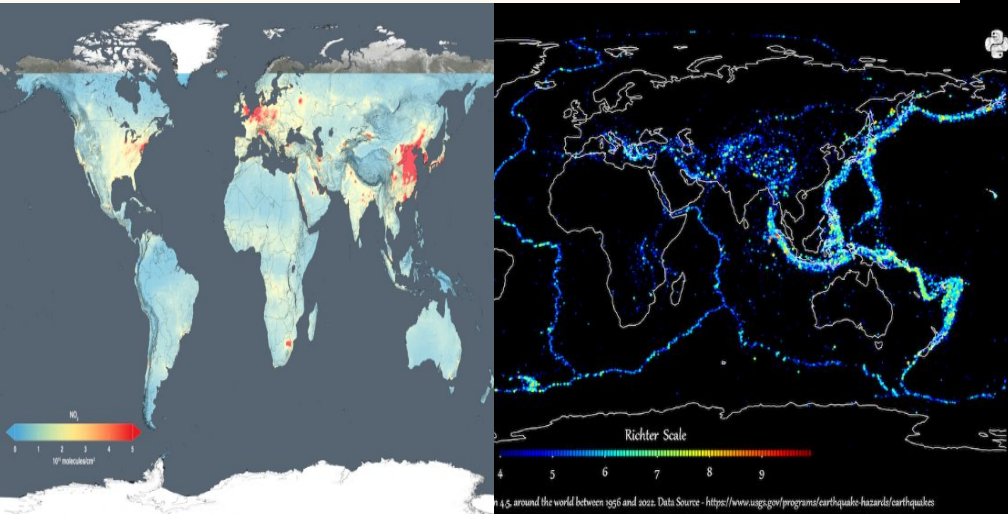 NO₂
0 1 2 3 4 5
10¹⁵ molecules/cm²
Richter Scale
4 5 6 7 8 9
4.5, around the world between 1956 and 2022. Data Source - https://www.usgs.gov/programs/earthquake-hazards/earthquakes